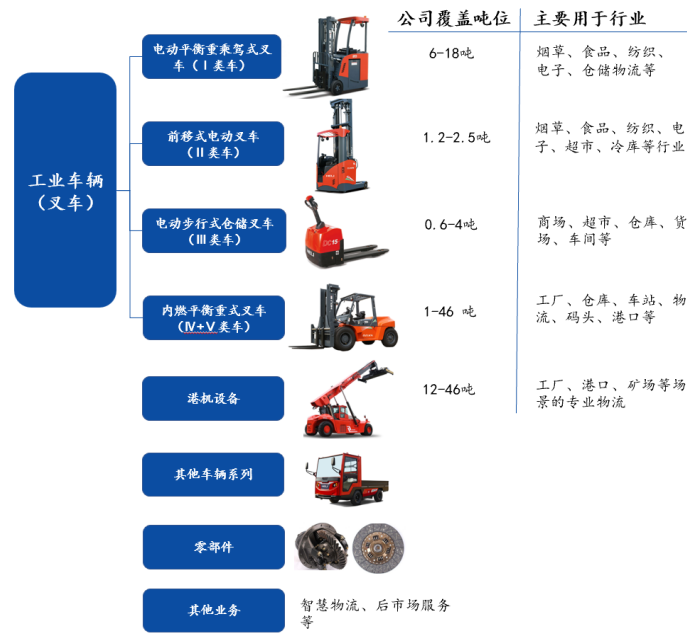 公司覆盖吨位
主要用于行业
电动平衡重乘驾式叉
车（Ⅰ类车）
6-18吨
烟草、食品、纺织、
电子、仓储物流等
前移式电动叉车
（Ⅱ类车）
1.2-2.5吨
烟草、食品、纺织、电
子、超市、冷库等行业
工业车辆
（叉车）
电动步行式仓储叉车
（Ⅲ类车）
0.6-4吨
商场、超市、仓库、货
场、车间等
内燃平衡重式叉车
（Ⅳ+Ⅴ类车）
1-46 吨
工厂、仓库、车站、物
流、码头、港口等
港机设备
12-46吨
工厂、港口、矿场等场
景的专业物流
其他车辆系列
零部件
其他业务
智慧物流、后市场服务
等